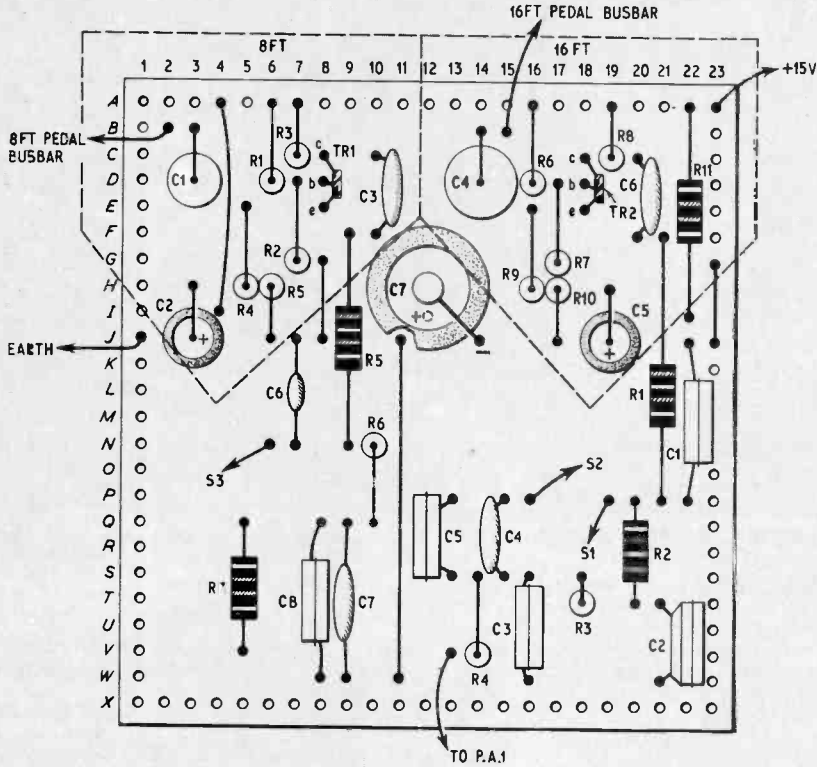 16FT PEDAL BUSBAR
8FT
16 FT
1 2 3 4 5 6 7 8 9 10 11 12 13 14 15 16 17 18 19 20 21 22 23
+15V
8FT PEDAL
BUSBAR
EARTH
A
B
C
D
E
F
G
H
I
J
K
L
M
N
O
P
Q
R
S
T
U
V
W
X
C1
R1
R3
c
TR1
b
e
C3
C4
R6
c
b
e
R8
TR2
C6
R11
R2
R4
R5
C2
+
R5
C7
+
−
R9
R7
R10
C5
+
R1
C1
C6
R6
S3
S2
S1
C5
C4
R2
C8
C7
C3
R3
R4
C2
TO P.A.1